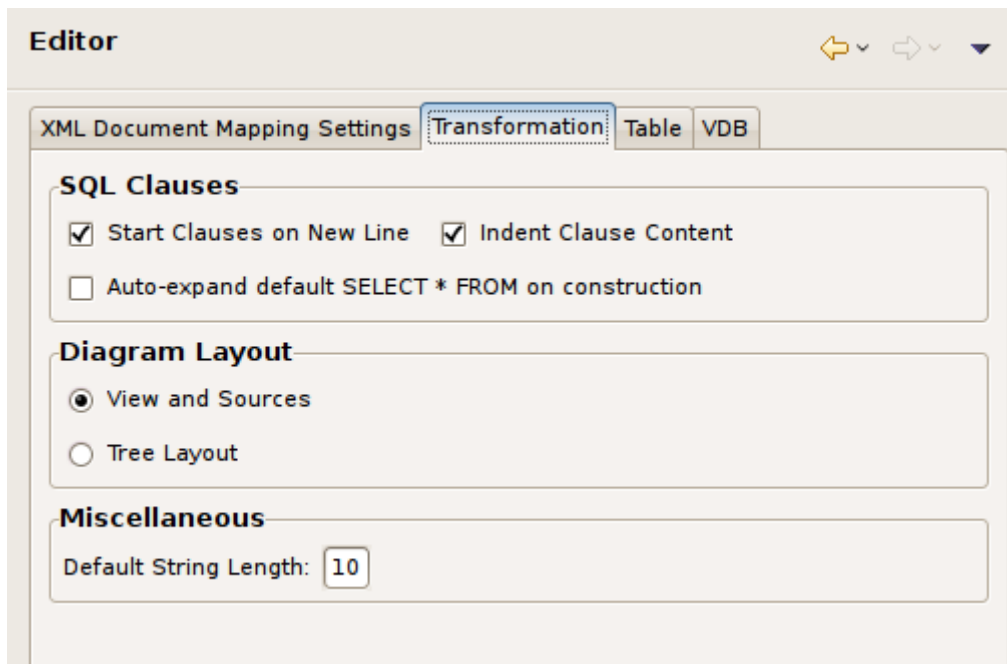 Editor
XML Document Mapping Settings Transformation Table VDB
SQL Clauses
Start Clauses on New Line Indent Clause Content
Auto-expand default SELECT * FROM on construction
Diagram Layout
View and Sources
Tree Layout
Miscellaneous
Default String Length: 10